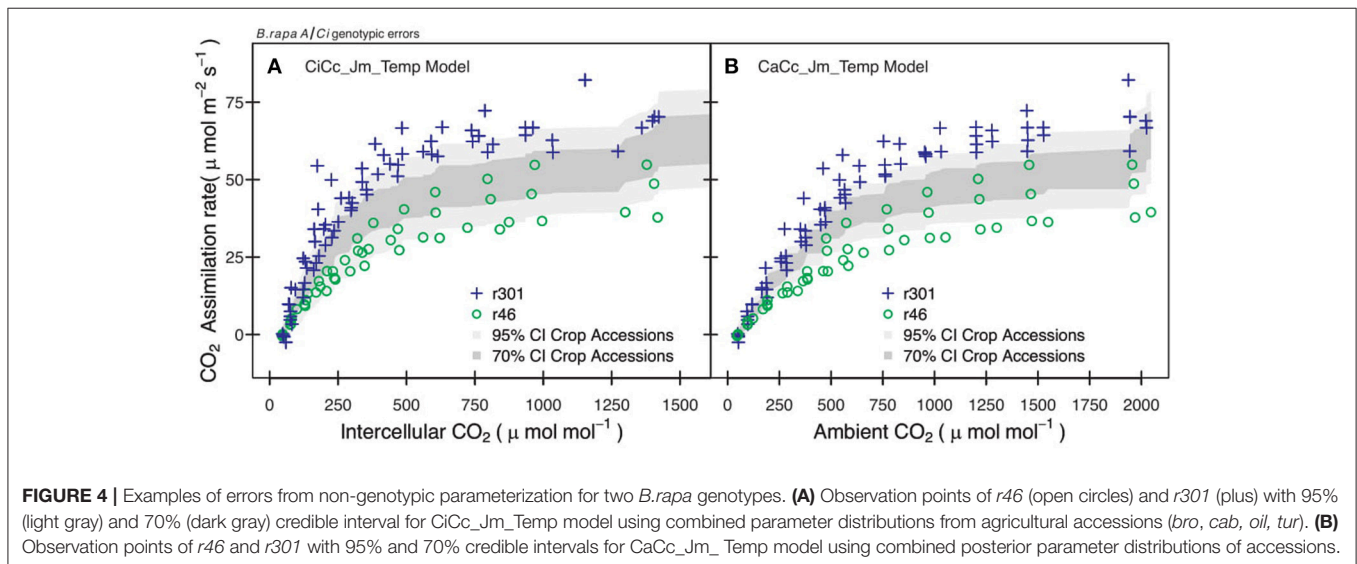 B.rapa A/Ci genotypic errors
A CiCc_Jm_Temp Model
B CaCc_Jm_Temp Model
CO2 Assimilation rate( μ mol m−2 s−1 )
75
50
25
0
r301
r46
95% CI Crop Accessions
70% CI Crop Accessions
r301
r46
95% CI Crop Accessions
70% CI Crop Accessions
0 250 500 750 1000 1250 1500
0 250 500 750 1000 1250 1500 1750 2000
Intercellular CO2 ( μ mol mol−1 )
Ambient CO2 ( μ mol mol−1 )
FIGURE 4 | Examples of errors from non-genotypic parameterization for two B.rapa genotypes. (A) Observation points of r46 (open circles) and r301 (plus) with 95%
(light gray) and 70% (dark gray) credible interval for CiCc_Jm_Temp model using combined parameter distributions from agricultural accessions (bro, cab, oil, tur). (B)
Observation points of r46 and r301 with 95% and 70% credible intervals for CaCc_Jm_ Temp model using combined posterior parameter distributions of accessions.